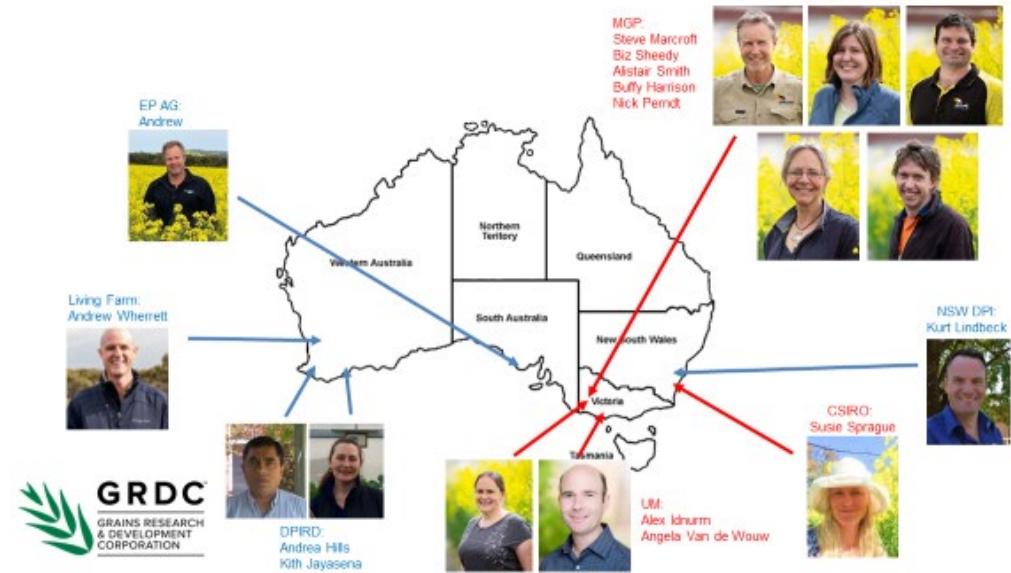 MGP:
Steve Marcroft
Biz Sheedy
Alistair Smith
Buffy Harrison
Nick Perndt
EP AG:
Andrew
Northern
Territory
Western Australia
Queensland
Living Farm:
Andrew Wherrett
South Australia
New South Wales
NSW DPI:
Kurt Lindbeck
Victoria
CSIRO:
Susie Sprague
Tasmania
GRDC
GRAINS RESEARCH
& DEVELOPMENT
CORPORATION
UM:
Alex Idnurm
Angela Van de Wouw
DPIRD:
Andrea Hills
Kith Jayasena